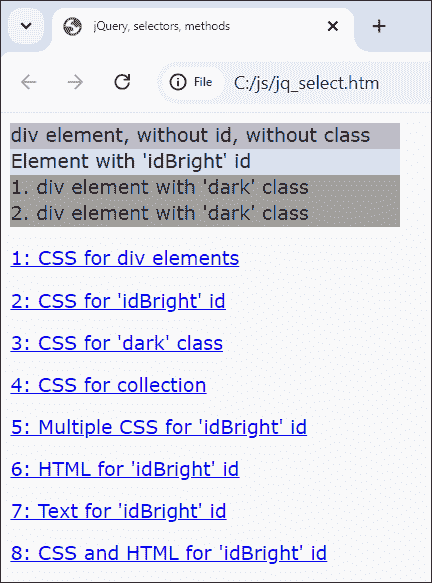 jQuery, selectors, methods
File C:/js/jq_select.htm
div element, without id, without class
Element with 'idBright' id
1. div element with 'dark' class
2. div element with 'dark' class
1: CSS for div elements
2: CSS for 'idBright' id
3: CSS for 'dark' class
4: CSS for collection
5: Multiple CSS for 'idBright' id
6: HTML for 'idBright' id
7: Text for 'idBright' id
8: CSS and HTML for 'idBright' id